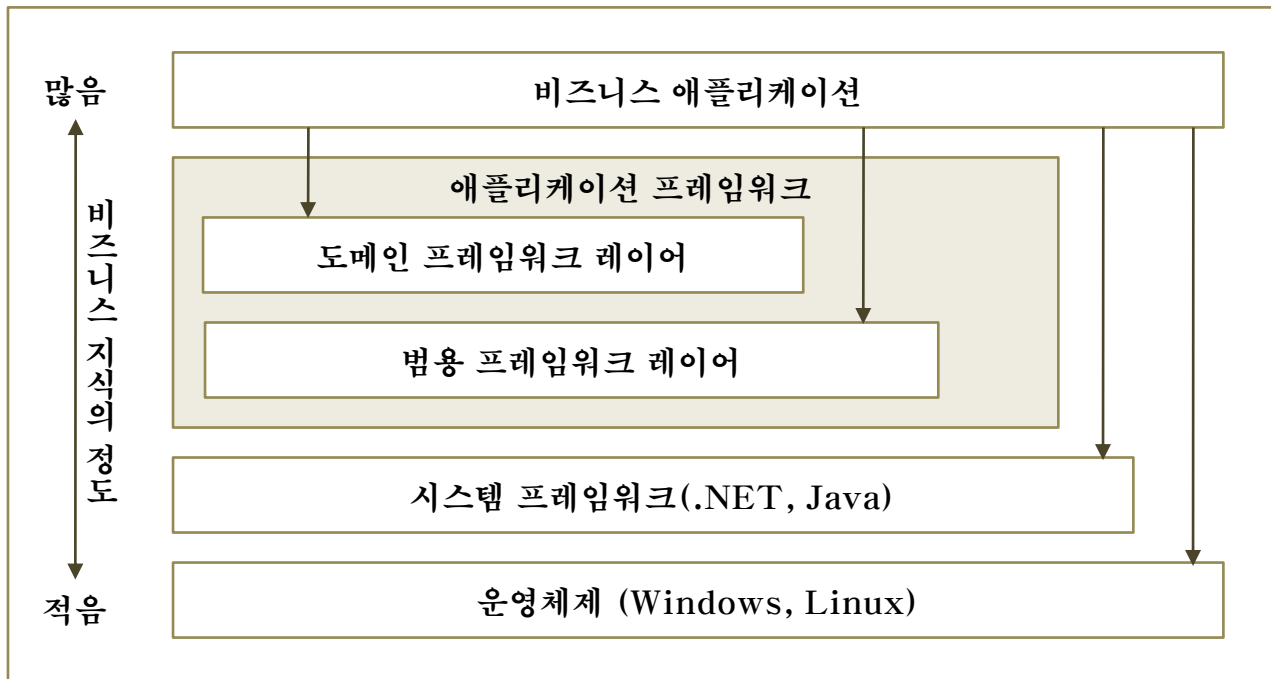 많음
비즈니스 애플리케이션
애플리케이션 프레임워크
도메인 프레임워크 레이어
범용 프레임워크 레이어
비즈니스 지식의 정도
시스템 프레임워크(.NET, Java)
적음
운영체제 (Windows, Linux)